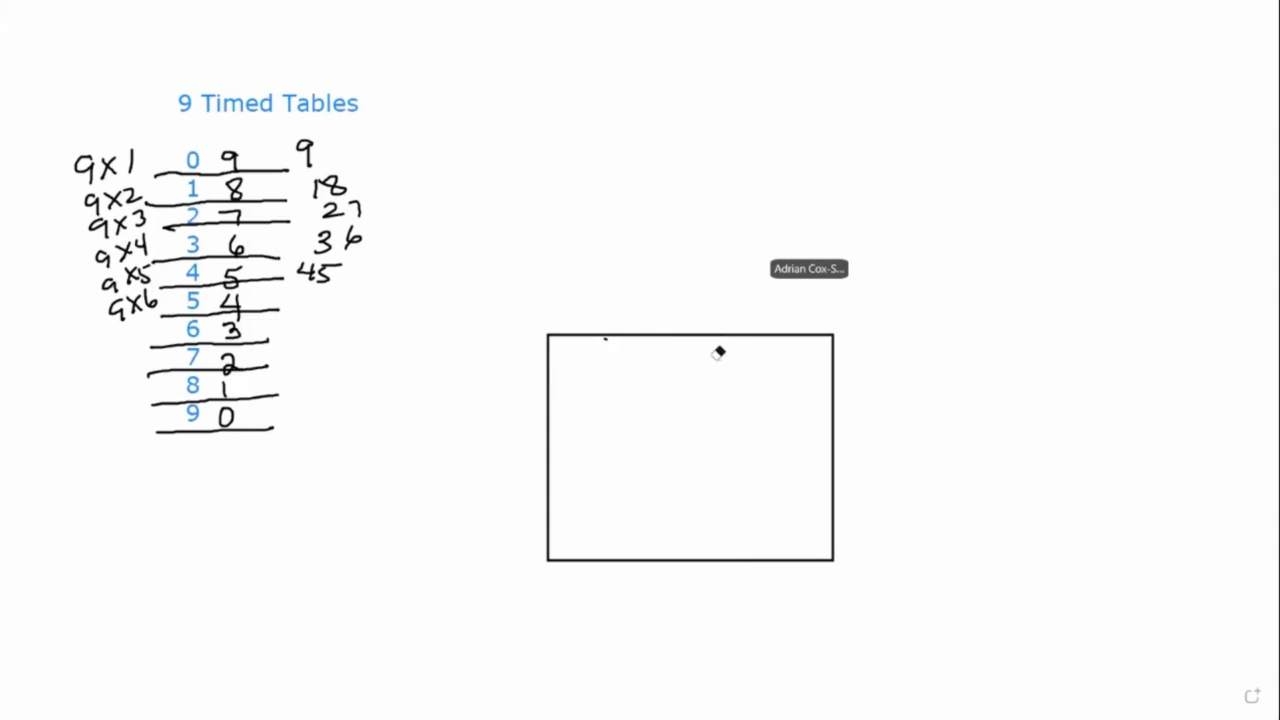 9 Timed Tables
9x1 0 9 9
9x2 1 8 18
9x3 2 7 27
9x4 3 6 36
9x5 4 5 45
9x6 5 4
6 3
7 2
8 1
9 0
Adrian Cox-S...